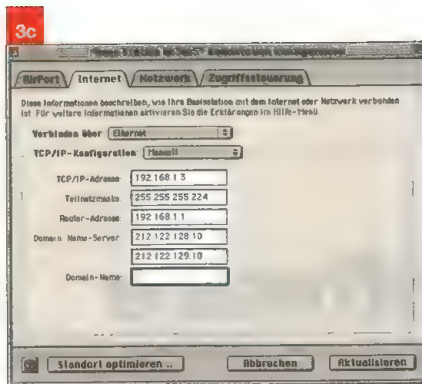 3c
AirPort Internet Netzwerk Zugriffssteuerung
Diese Informationen beschreiben, wie Ihre Basisstation mit dem Internet oder Netzwerk verbunden
ist. Für weitere Informationen aktivieren Sie die Erklärungen im Hilfe-Menü.
Verbinden über Ethernet
TCP/IP-Konfiguration Manuell
TCP/IP-Adresse 192.168.1.3
Teilnetzmaske 255.255.255.224
Router-Adresse 192.168.1.1
Domain Name-Server 212.122.128.10
212.122.129.10
Domain-Name
Standort optimieren ..
Abbrechen
Aktualisieren